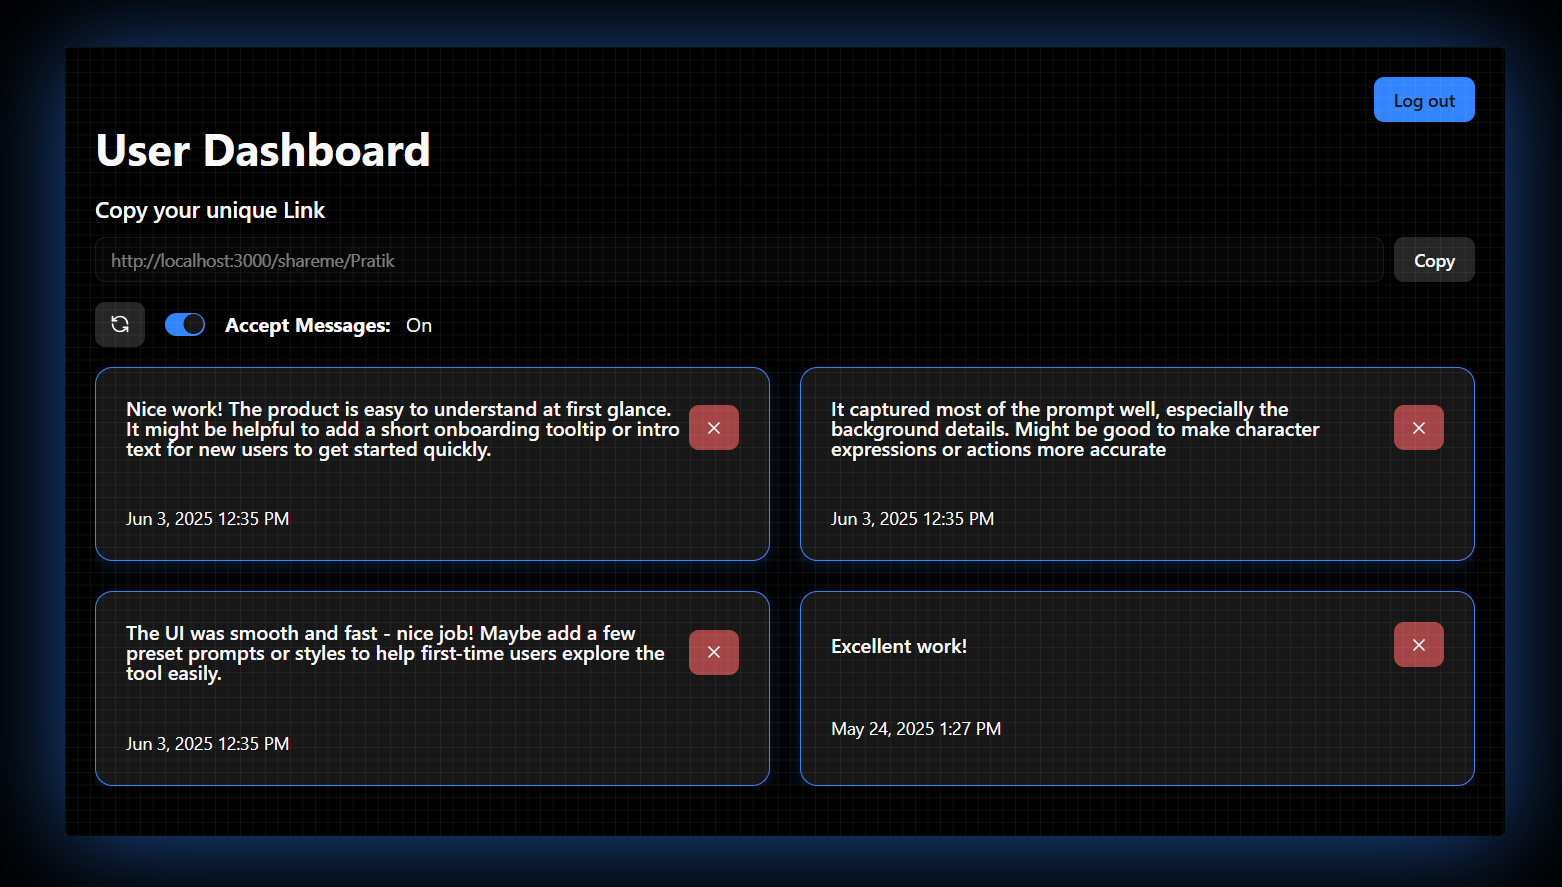 Log out
User Dashboard
Copy your unique Link
http://localhost:3000/shareme/Pratik
Copy
Accept Messages: On
Nice work! The product is easy to understand at first glance.
It might be helpful to add a short onboarding tooltip or intro
text for new users to get started quickly.
Jun 3, 2025 12:35 PM
It captured most of the prompt well, especially the
background details. Might be good to make character
expressions or actions more accurate
Jun 3, 2025 12:35 PM
The UI was smooth and fast - nice job! Maybe add a few
preset prompts or styles to help first-time users explore the
tool easily.
Jun 3, 2025 12:35 PM
Excellent work!
May 24, 2025 1:27 PM